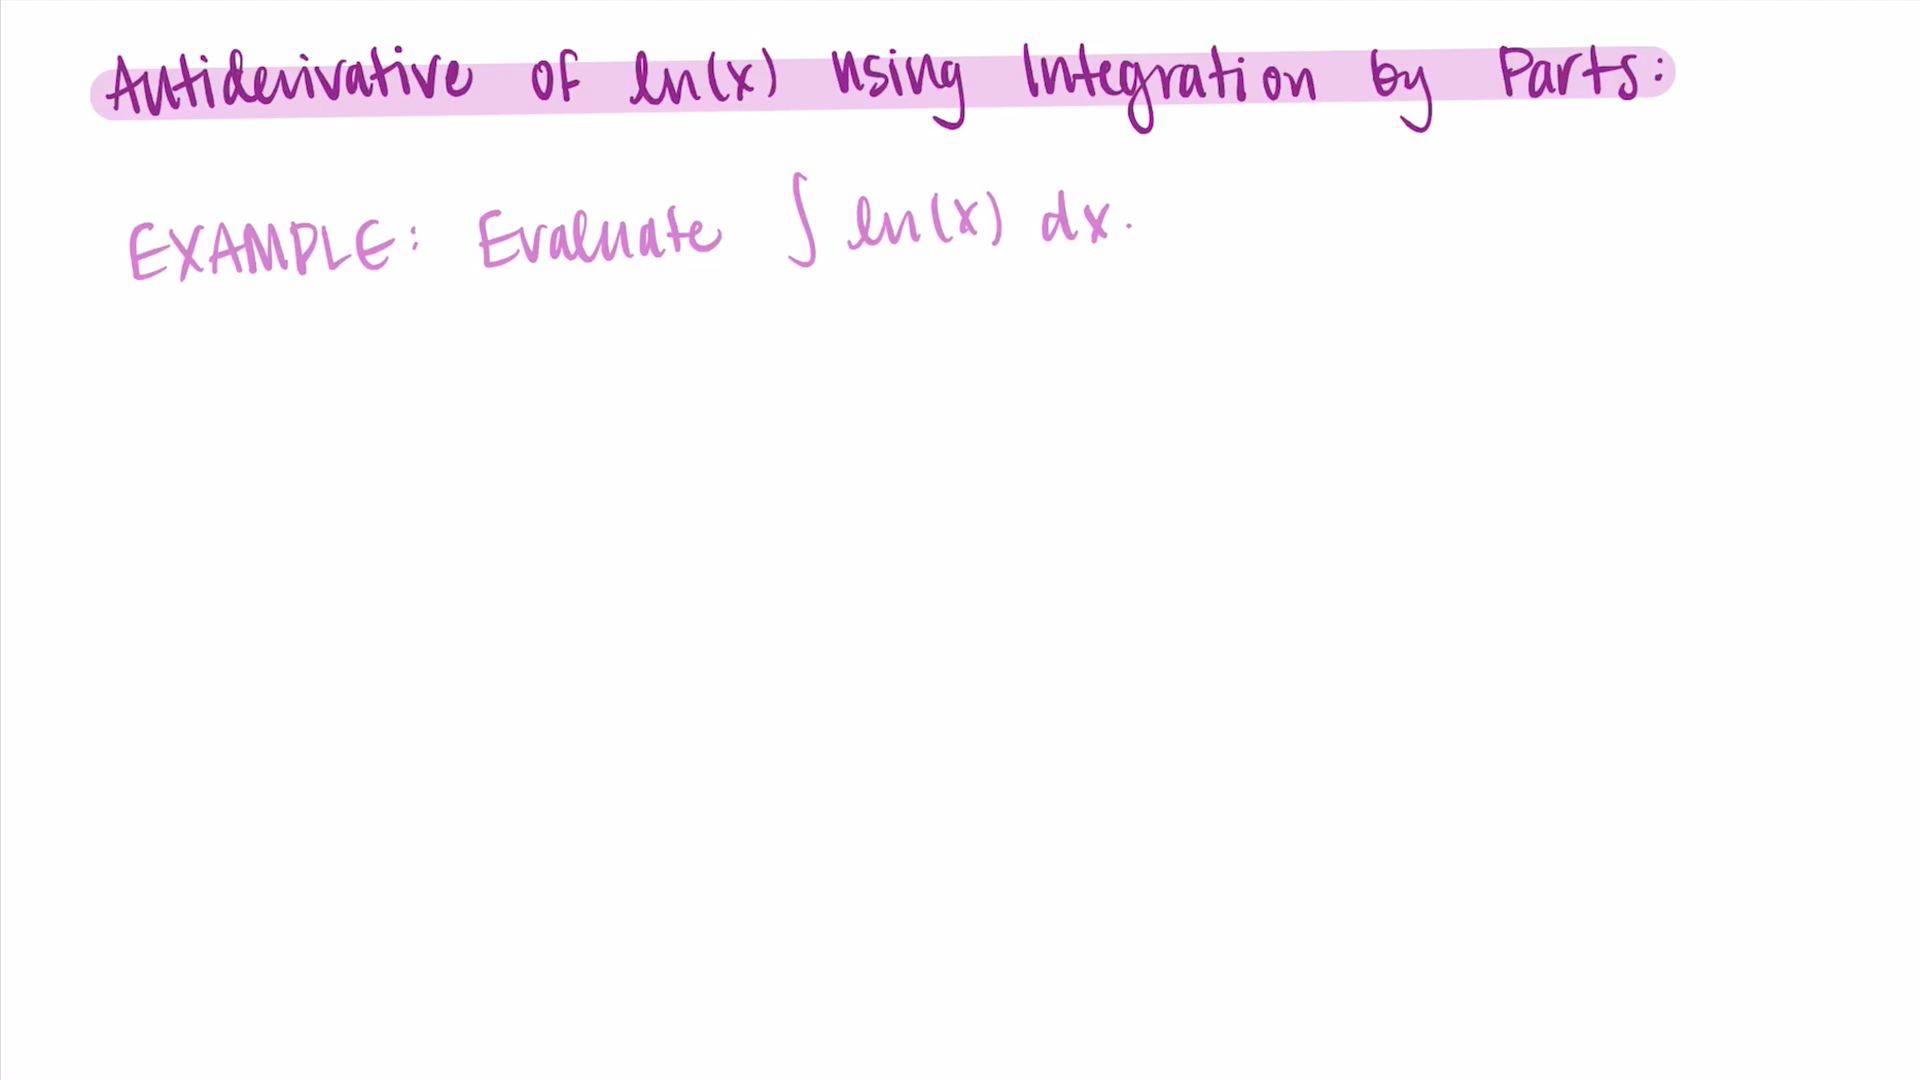 Antiderivative of ln(x) using Integration by Parts:
EXAMPLE: Evaluate ∫ ln(x) dx.